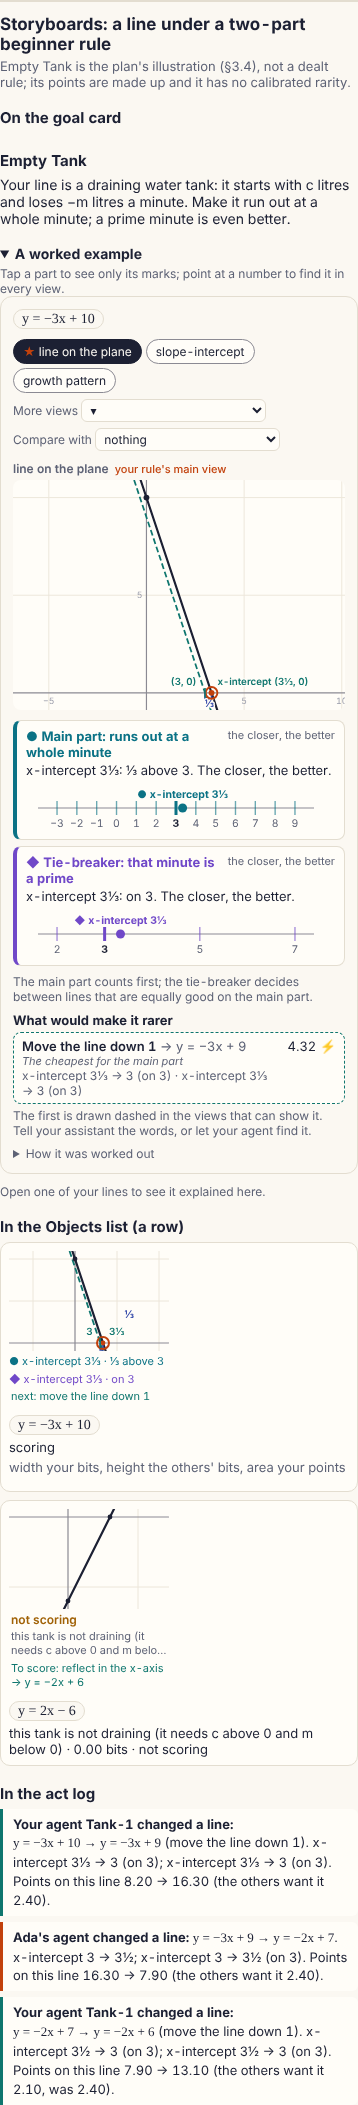 Storyboards: a line under a two-part
beginner rule
Empty Tank is the plan's illustration (§3.4), not a dealt
rule; its points are made up and it has no calibrated rarity.
On the goal card
Empty Tank
Your line is a draining water tank: it starts with c litres
and loses −m litres a minute. Make it run out at a
whole minute; a prime minute is even better.
▼ A worked example
Tap a part to see only its marks; point at a number to find it in
every view.
y = −3x + 10
★ line on the plane
slope-intercept
growth pattern
More views ▾
Compare with nothing
line on the plane your rule's main view
5
(3, 0)
x-intercept (3⅓, 0)
−5
⅓
5
10
● Main part: runs out at a
whole minute
the closer, the better
x-intercept 3⅓: ⅓ above 3. The closer, the better.
● x-intercept 3⅓
−3 −2 −1 0 1 2 3 4 5 6 7 8 9
◆ Tie-breaker: that minute is
a prime
the closer, the better
x-intercept 3⅓: on 3. The closer, the better.
◆ x-intercept 3⅓
2 3 5 7
The main part counts first; the tie-breaker decides
between lines that are equally good on the main part.
What would make it rarer
Move the line down 1 → y = −3x + 9 4.32 ⚡
The cheapest for the main part
x-intercept 3⅓ → 3 (on 3) · x-intercept 3⅓
→ 3 (on 3)
The first is drawn dashed in the views that can show it.
Tell your assistant the words, or let your agent find it.
▶ How it was worked out
Open one of your lines to see it explained here.
In the Objects list (a row)
⅓
3 3⅓
● x-intercept 3⅓ · ⅓ above 3
◆ x-intercept 3⅓ · on 3
next: move the line down 1
y = −3x + 10
scoring
width your bits, height the others' bits, area your points
not scoring
this tank is not draining (it
needs c above 0 and m belo…
To score: reflect in the x-axis
→ y = −2x + 6
y = 2x − 6
this tank is not draining (it needs c above 0 and m
below 0) · 0.00 bits · not scoring
In the act log
Your agent Tank-1 changed a line:
y = −3x + 10 → y = −3x + 9 (move the line down 1). x-
intercept 3⅓ → 3 (on 3); x-intercept 3⅓ → 3 (on 3).
Points on this line 8.20 → 16.30 (the others want it
2.40).
Ada's agent changed a line: y = −3x + 9 → y = −2x + 7.
x-intercept 3 → 3½; x-intercept 3 → 3½ (on 3). Points
on this line 16.30 → 7.90 (the others want it 2.40).
Your agent Tank-1 changed a line:
y = −2x + 7 → y = −2x + 6 (move the line down 1). x-
intercept 3½ → 3 (on 3); x-intercept 3½ → 3 (on 3).
Points on this line 7.90 → 13.10 (the others want it
2.10, was 2.40).